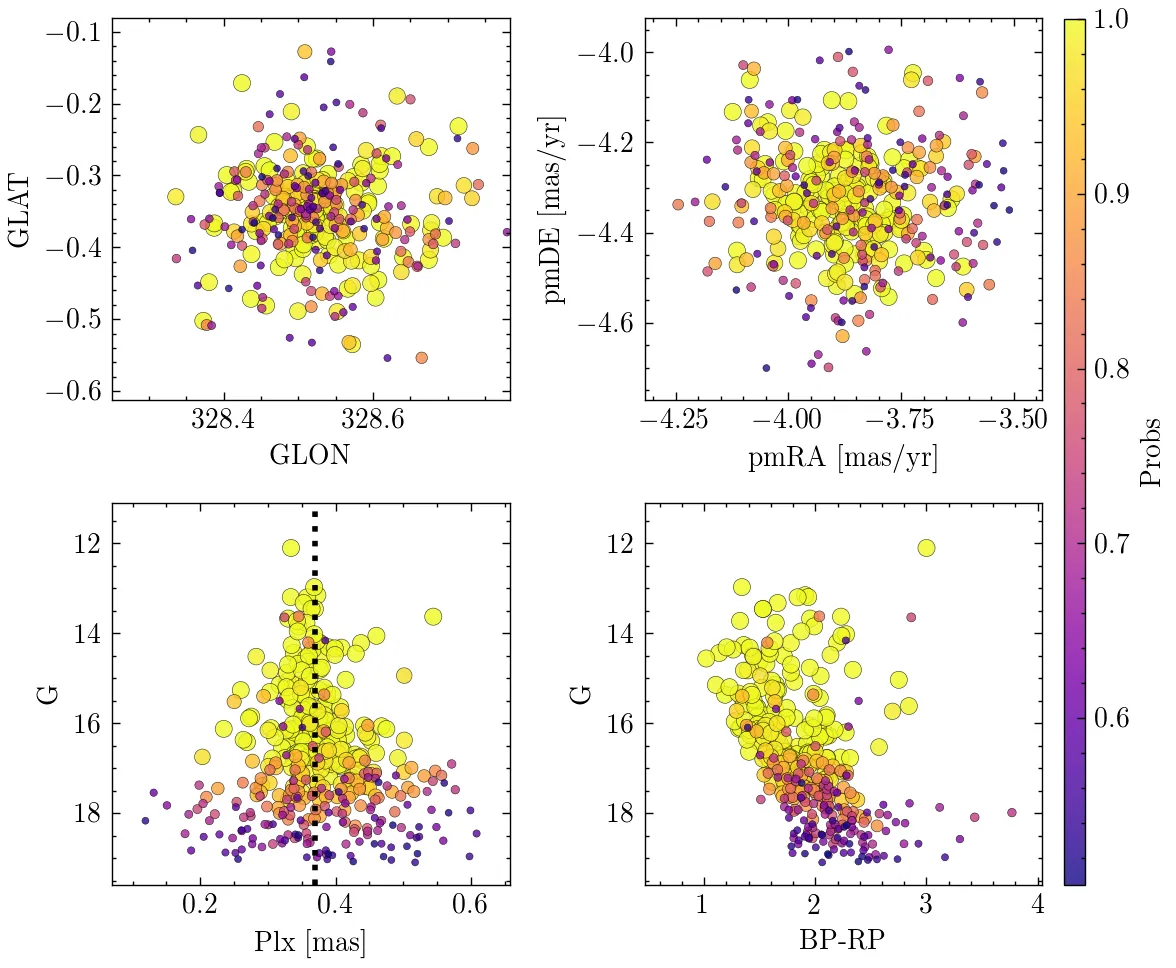 −0.1
−0.2
−0.3
−0.4
−0.5
−0.6
GLAT
328.4 328.6
GLON
−4.0
−4.2
−4.4
−4.6
pmDE [mas/yr]
−4.25 −4.00 −3.75 −3.50
pmRA [mas/yr]
1.0
0.9
0.8
0.7
0.6
Probs
12
14
16
18
G
0.2 0.4 0.6
Plx [mas]
12
14
16
18
G
1 2 3 4
BP-RP